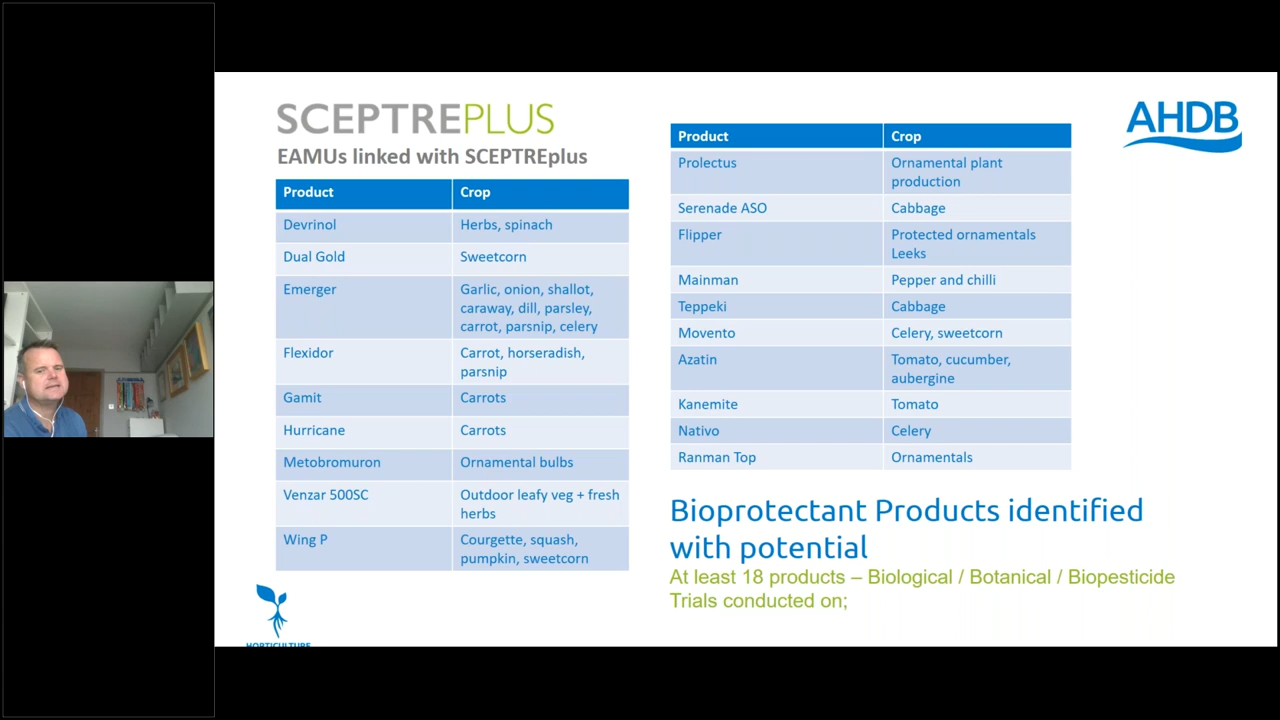 SCEPTREPLUS
EAMUs linked with SCEPTREplus
Product Crop
Devrinol Herbs, spinach
Dual Gold Sweetcorn
Emerger Garlic, onion, shallot,
caraway, dill, parsley,
carrot, parsnip, celery
Flexidor Carrot, horseradish,
parsnip
Gamit Carrots
Hurricane Carrots
Metobromuron Ornamental bulbs
Venzar 500SC Outdoor leafy veg + fresh
herbs
Wing P Courgette, squash,
pumpkin, sweetcorn
HORTICULTURE
Product Crop
Prolectus Ornamental plant
production
Serenade ASO Cabbage
Flipper Protected ornamentals
Leeks
Mainman Pepper and chilli
Teppeki Cabbage
Movento Celery, sweetcorn
Azatin Tomato, cucumber,
aubergine
Kanemite Tomato
Nativo Celery
Ranman Top Ornamentals
Bioprotectant Products identified
with potential
At least 18 products – Biological / Botanical / Biopesticide
Trials conducted on;
AHDB